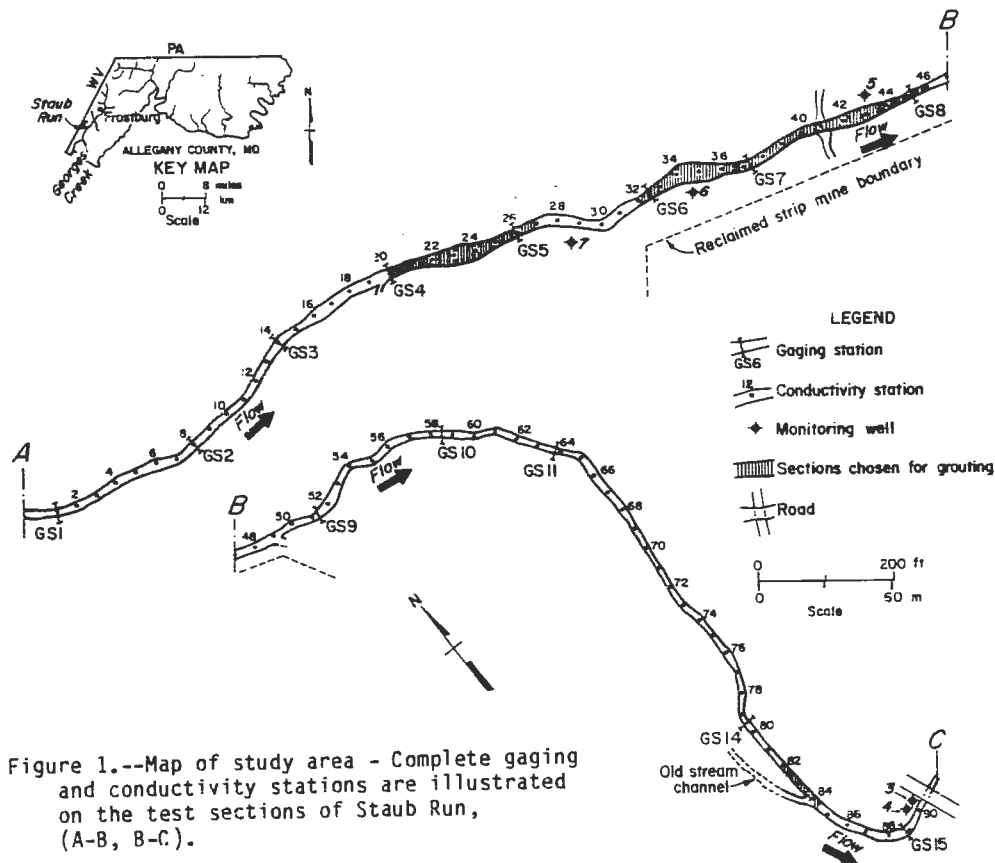 PA
WV
N
Staub
Run
Frostburg
Georges
Creek
ALLEGANY COUNTY, MD
KEY MAP
0 8 miles
0 12 km
Scale
B
46
5
44
42
40
GS8
Flow
36
34
GS7
32
6
GS6
30
28
7
26
GS5
24
22
20
GS4
18
16
14
GS3
12
10
Flow
8
GS2
6
4
2
A
GS1
Reclaimed strip mine boundary
LEGEND
GS6 Gaging station
12 Conductivity station
Monitoring well
Sections chosen for grouting
Road
0 200 ft
0 50 m
Scale
B
48
50
52
GS9
54
56
Flow
58
GS10
60
62
GS11
64
66
68
70
72
74
76
78
80
GS14
82
84
Old stream
channel
86
88
90
3
4
C
GS15
Flow
N
Figure 1.--Map of study area - Complete gaging
and conductivity stations are illustrated
on the test sections of Staub Run,
(A-B, B-C).